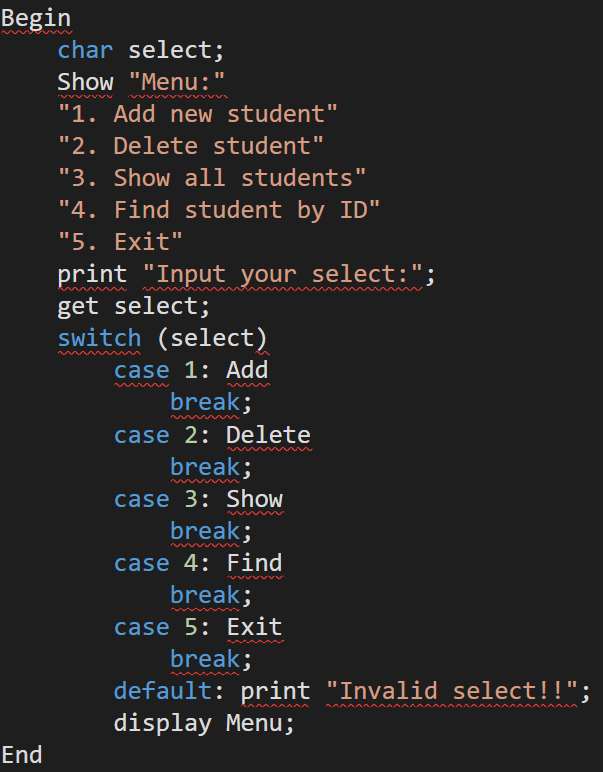 Begin
    char select;
    Show "Menu:"
    "1. Add new student"
    "2. Delete student"
    "3. Show all students"
    "4. Find student by ID"
    "5. Exit"
    print "Input your select:";
    get select;
    switch (select)
        case 1: Add
            break;
        case 2: Delete
            break;
        case 3: Show
            break;
        case 4: Find
            break;
        case 5: Exit
            break;
        default: print "Invalid select!!";
        display Menu;
End